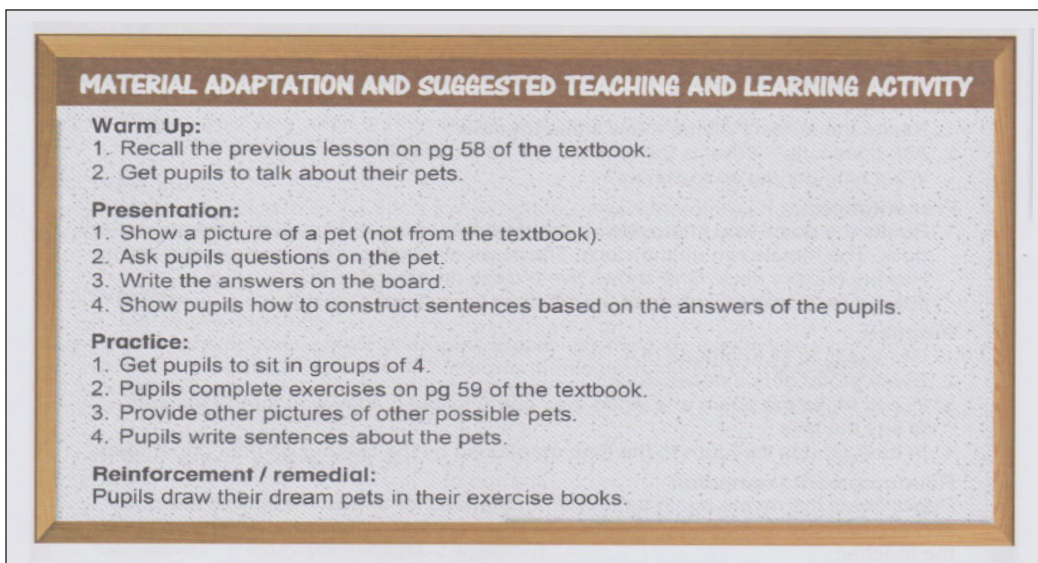 MATERIAL ADAPTATION AND SUGGESTED TEACHING AND LEARNING ACTIVITY
Warm Up:
1. Recall the previous lesson on pg 58 of the textbook.
2. Get pupils to talk about their pets.
Presentation:
1. Show a picture of a pet (not from the textbook).
2. Ask pupils questions on the pet.
3. Write the answers on the board.
4. Show pupils how to construct sentences based on the answers of the pupils.
Practice:
1. Get pupils to sit in groups of 4.
2. Pupils complete exercises on pg 59 of the textbook.
3. Provide other pictures of other possible pets.
4. Pupils write sentences about the pets.
Reinforcement / remedial:
Pupils draw their dream pets in their exercise books.